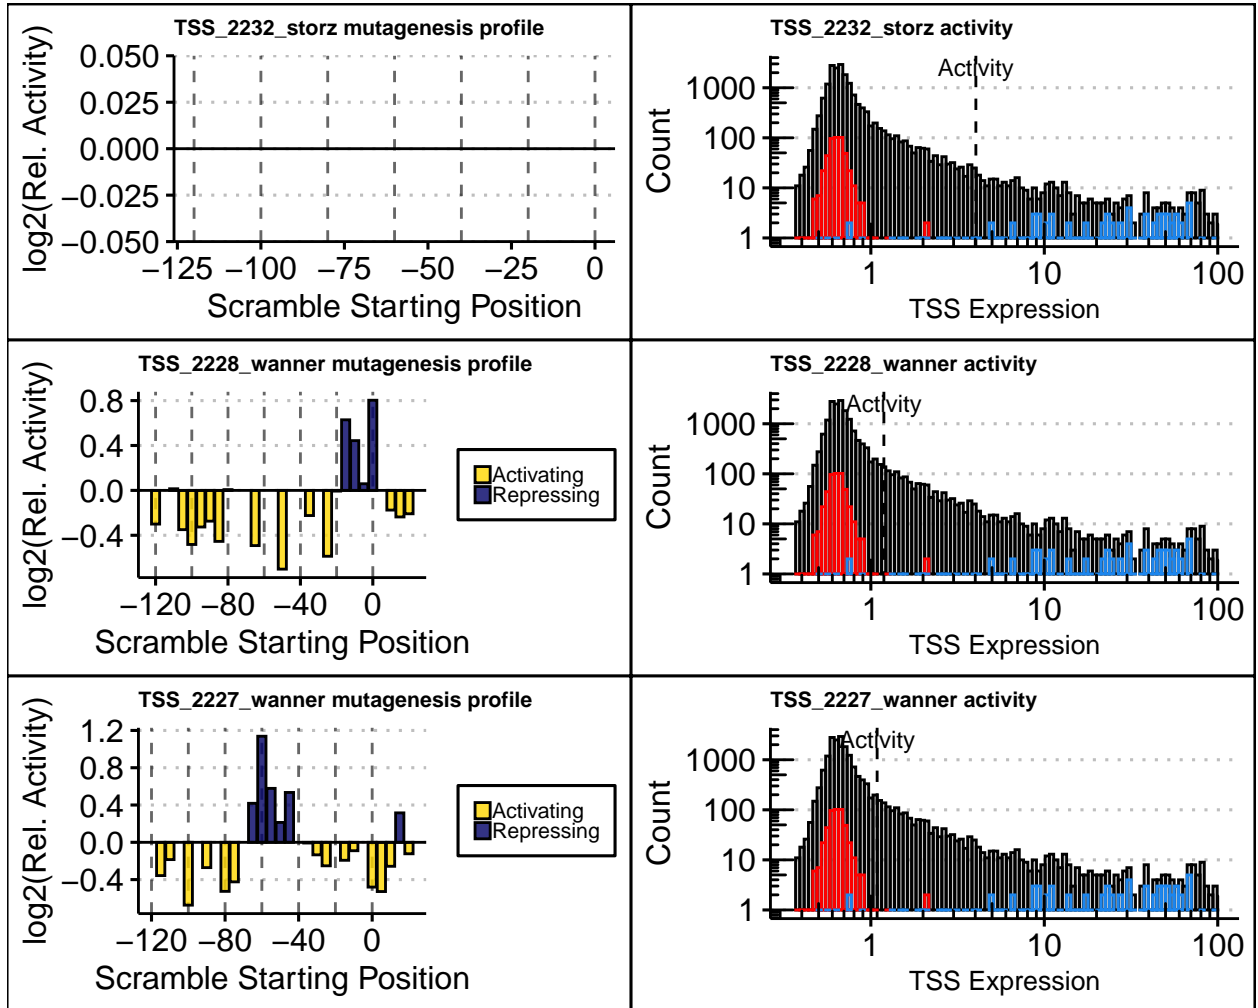 TSS_2232_storz mutagenesis profile
log2(Rel. Activity)
0.050
0.025
0.000
−0.025
−0.050
−125 −100 −75 −50 −25 0
Scramble Starting Position
TSS_2232_storz activity
Activity
Count
1000
100
10
1
1 10 100
TSS Expression
TSS_2228_wanner mutagenesis profile
log2(Rel. Activity)
0.8
0.4
0.0
−0.4
−120 −80 −40 0
Scramble Starting Position
Activating
Repressing
TSS_2228_wanner activity
Activity
Count
1000
100
10
1
1 10 100
TSS Expression
TSS_2227_wanner mutagenesis profile
log2(Rel. Activity)
1.2
0.8
0.4
0.0
−0.4
−120 −80 −40 0
Scramble Starting Position
Activating
Repressing
TSS_2227_wanner activity
Activity
Count
1000
100
10
1
1 10 100
TSS Expression